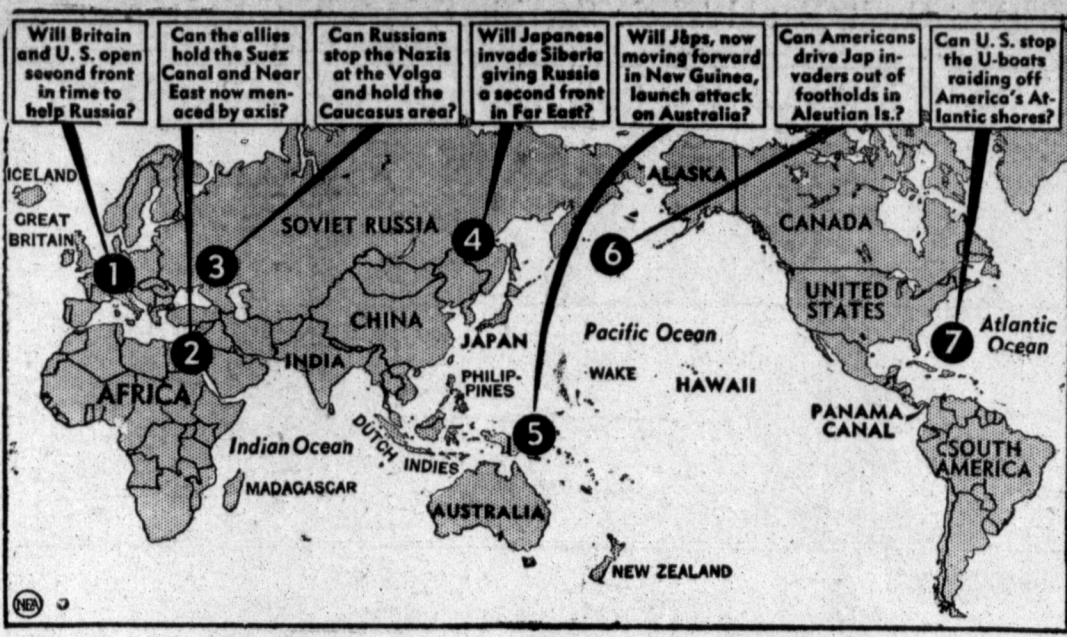 Will Britain
and U. S. open
second front
in time to
help Russia?
Can the allies
hold the Suez
Canal and Near
East now men-
aced by axis?
Can Russians
stop the Nazis
at the Volga
and hold the
Caucasus area?
Will Japanese
invade Siberia
giving Russia
a second front
in Far East?
Will Japs, now
moving forward
in New Guinea,
launch attack
on Australia?
Can Americans
drive Jap in-
vaders out of
footholds in
Aleutian Is.?
Can U. S. stop
the U-boats
raiding off
America's At-
lantic shores?
ICELAND
GREAT
BRITAIN
SOVIET RUSSIA
ALASKA
CANADA
1
3
4
6
UNITED
STATES
CHINA
JAPAN
Pacific Ocean
7
Atlantic
Ocean
2
INDIA
AFRICA
PHILIP-
PINES
WAKE
HAWAII
PANAMA
CANAL
5
Indian Ocean
DUTCH
INDIES
SOUTH
AMERICA
MADAGASCAR
AUSTRALIA
NEW ZEALAND
NEA